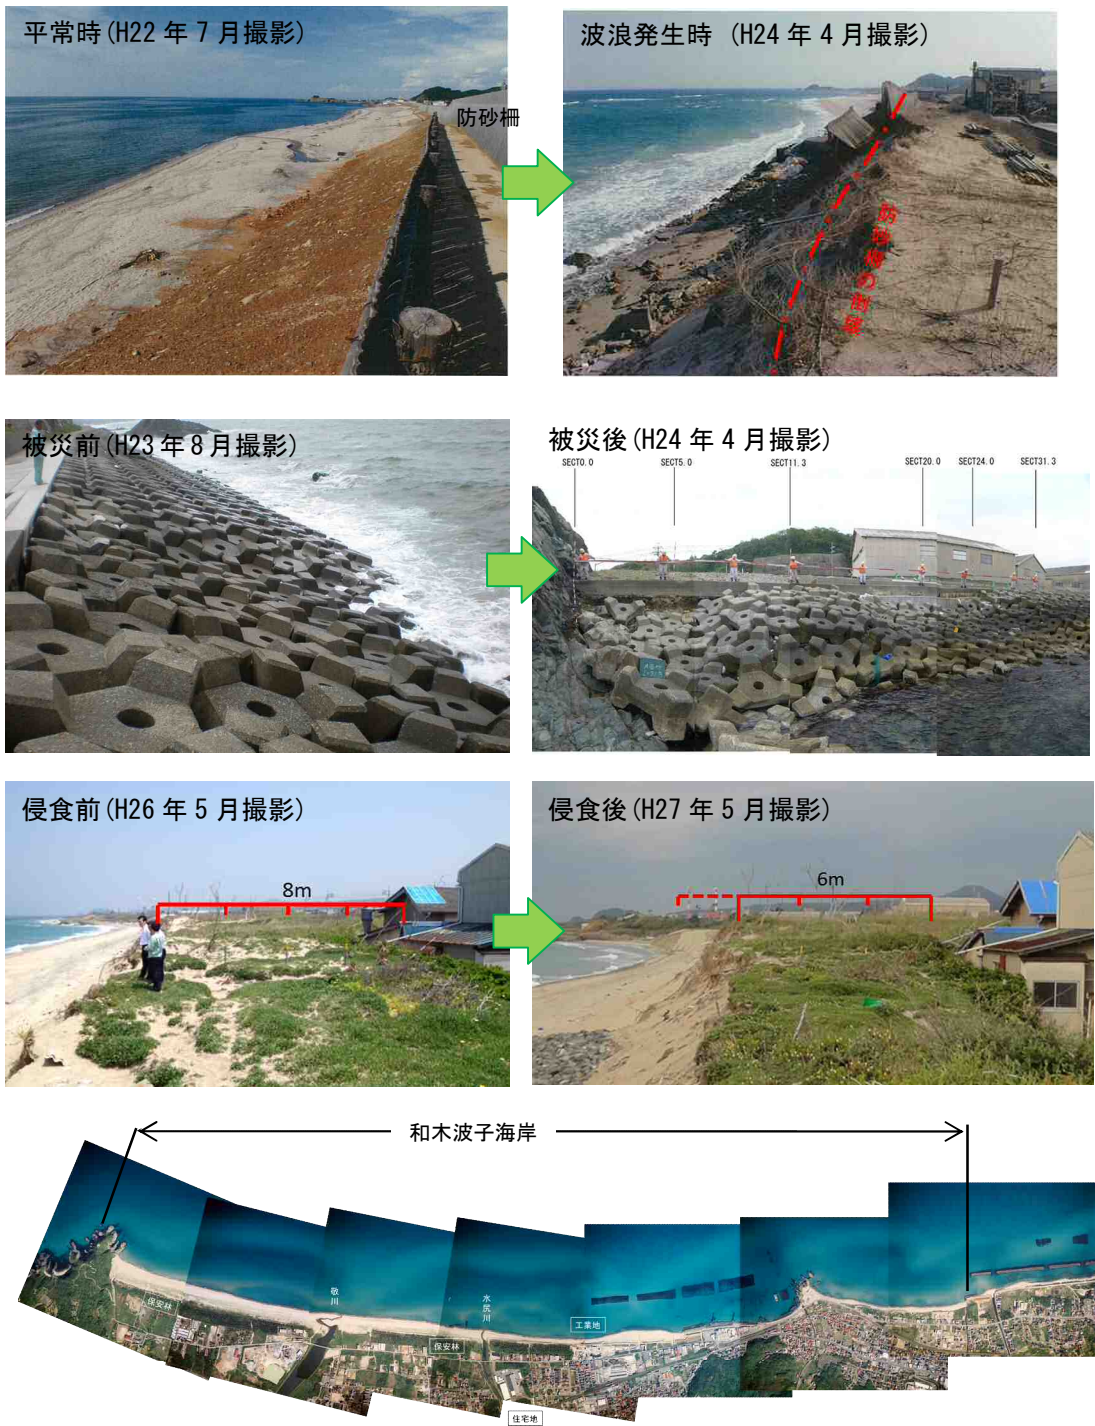 平常時(H22 年 7 月撮影)
波浪発生時 (H24 年 4 月撮影)
防砂柵
防砂柵の倒壊
被災前(H23 年 8 月撮影)
被災後(H24 年 4 月撮影)
SECT0.0 SECT5.0 SECT11.3 SECT20.0 SECT24.0 SECT31.3
侵食前(H26 年 5 月撮影)
侵食後(H27 年 5 月撮影)
8m
6m
和木波子海岸
保安林
敬川
水尻川
保安林
工業地
住宅地